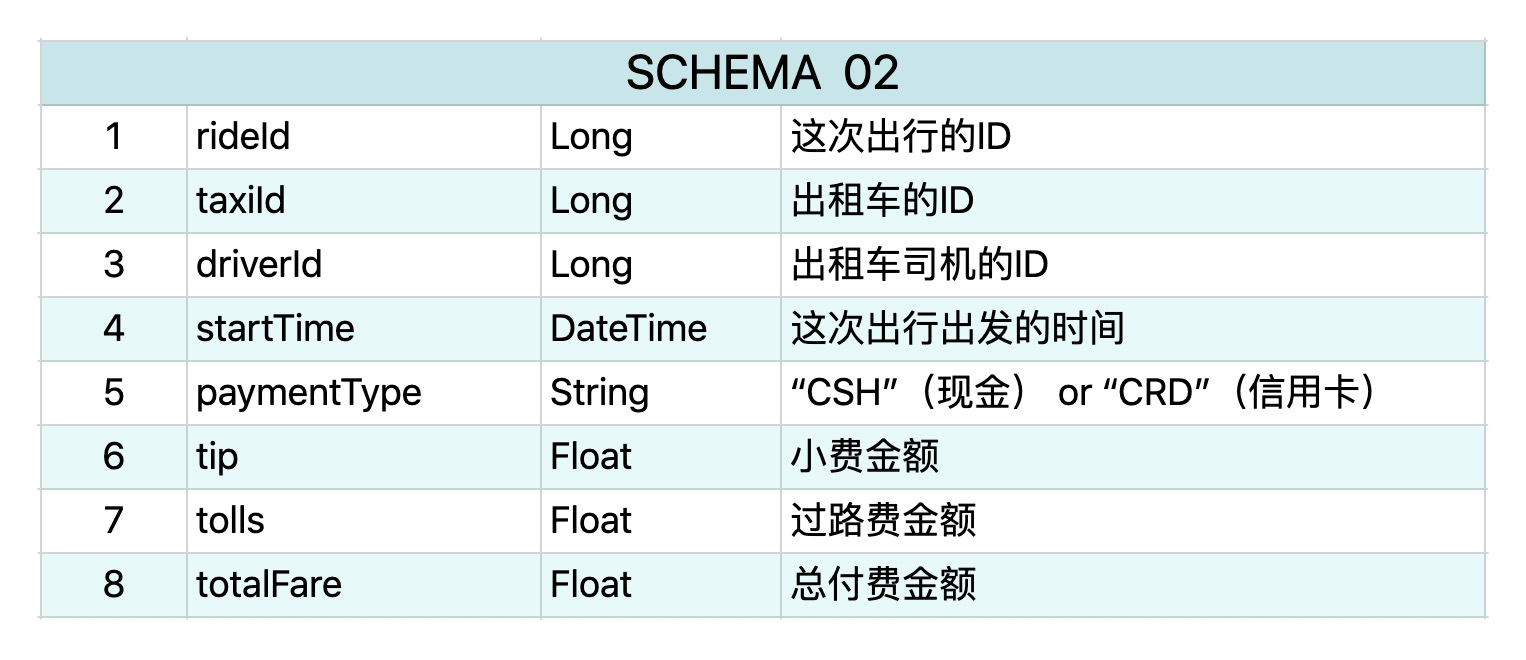 SCHEMA 02
1 rideId Long 这次出行的ID
2 taxiId Long 出租车的ID
3 driverId Long 出租车司机的ID
4 startTime DateTime 这次出行出发的时间
5 paymentType String “CSH”（现金） or “CRD”（信用卡）
6 tip Float 小费金额
7 tolls Float 过路费金额
8 totalFare Float 总付费金额